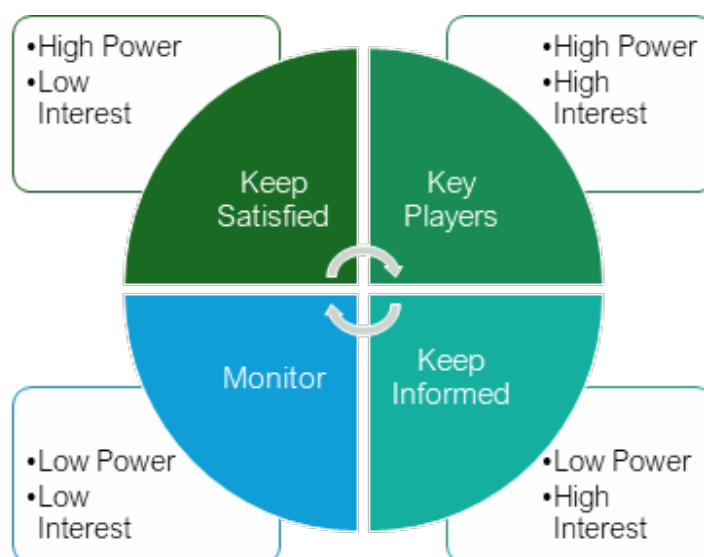 •High Power
•Low
Interest
•High Power
•High
Interest
Keep
Satisfied
Key
Players
Monitor
Keep
Informed
•Low Power
•Low
Interest
•Low Power
•High
Interest